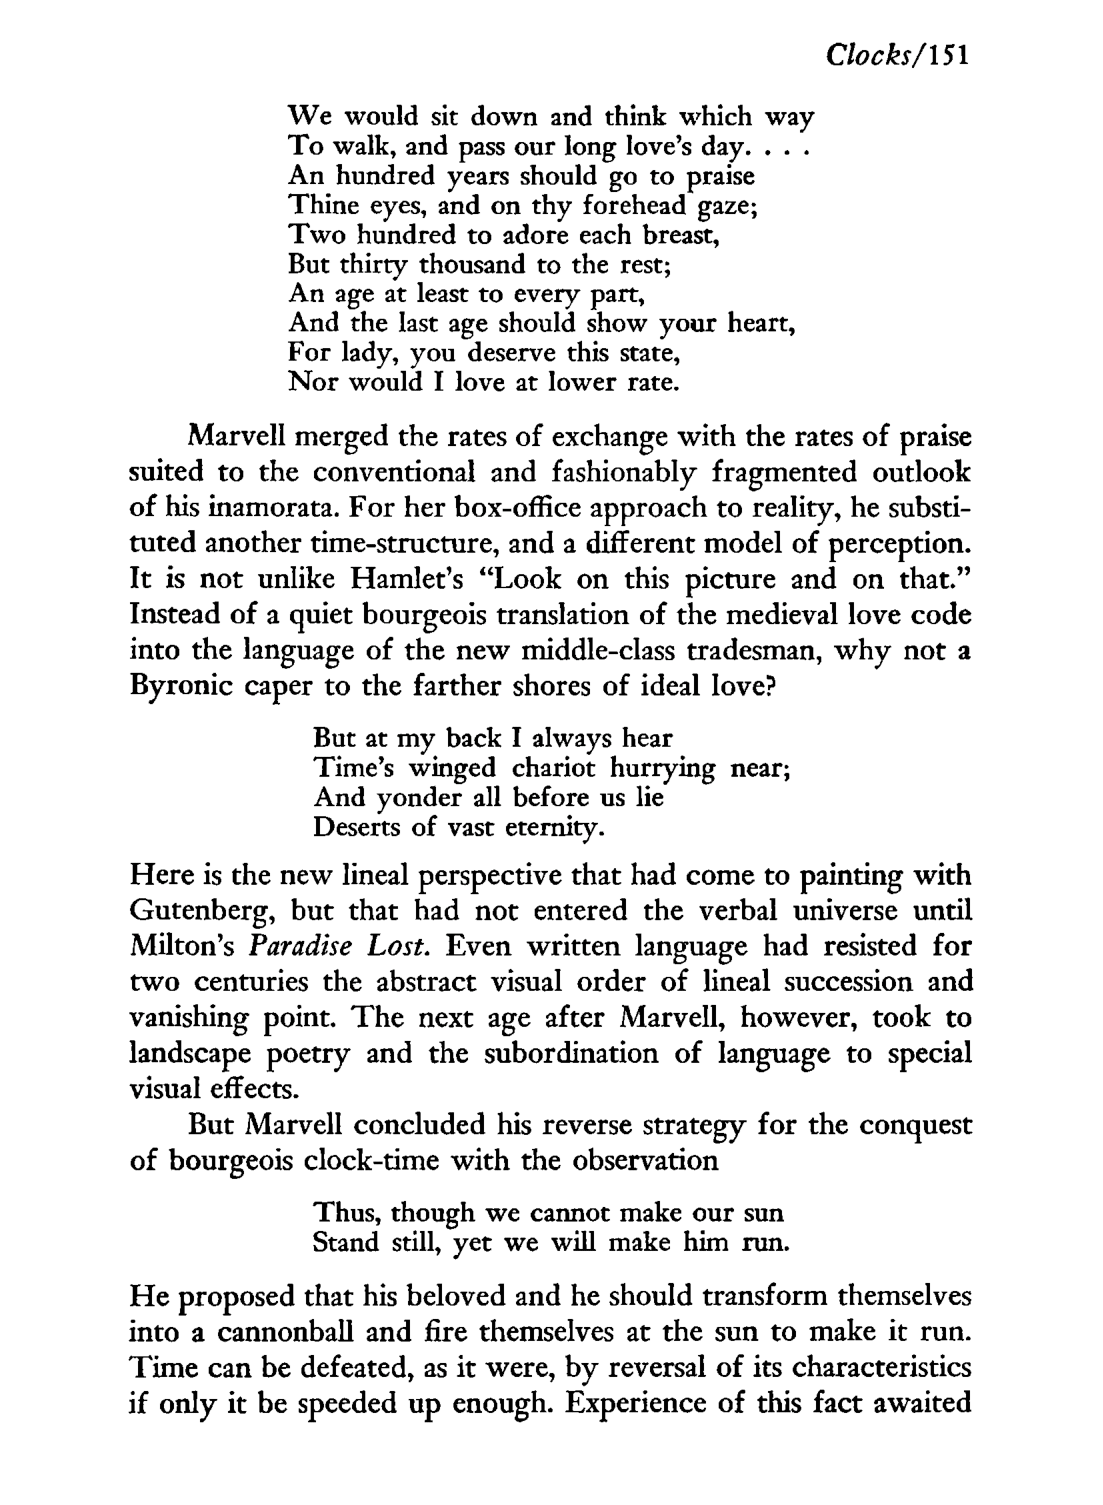 Clocks/151
We would sit down and think which way
To walk, and pass our long love's day. . . .
An hundred years should go to praise
Thine eyes, and on thy forehead gaze;
Two hundred to adore each breast,
But thirty thousand to the rest;
An age at least to every part,
And the last age should show your heart,
For lady, you deserve this state,
Nor would I love at lower rate.
Marvell merged the rates of exchange with the rates of praise
suited to the conventional and fashionably fragmented outlook
of his inamorata. For her box-office approach to reality, he substi-
tuted another time-structure, and a different model of perception.
It is not unlike Hamlet's “Look on this picture and on that.”
Instead of a quiet bourgeois translation of the medieval love code
into the language of the new middle-class tradesman, why not a
Byronic caper to the farther shores of ideal love?
But at my back I always hear
Time's winged chariot hurrying near;
And yonder all before us lie
Deserts of vast eternity.
Here is the new lineal perspective that had come to painting with
Gutenberg, but that had not entered the verbal universe until
Milton's Paradise Lost. Even written language had resisted for
two centuries the abstract visual order of lineal succession and
vanishing point. The next age after Marvell, however, took to
landscape poetry and the subordination of language to special
visual effects.
But Marvell concluded his reverse strategy for the conquest
of bourgeois clock-time with the observation
Thus, though we cannot make our sun
Stand still, yet we will make him run.
He proposed that his beloved and he should transform themselves
into a cannonball and fire themselves at the sun to make it run.
Time can be defeated, as it were, by reversal of its characteristics
if only it be speeded up enough. Experience of this fact awaited